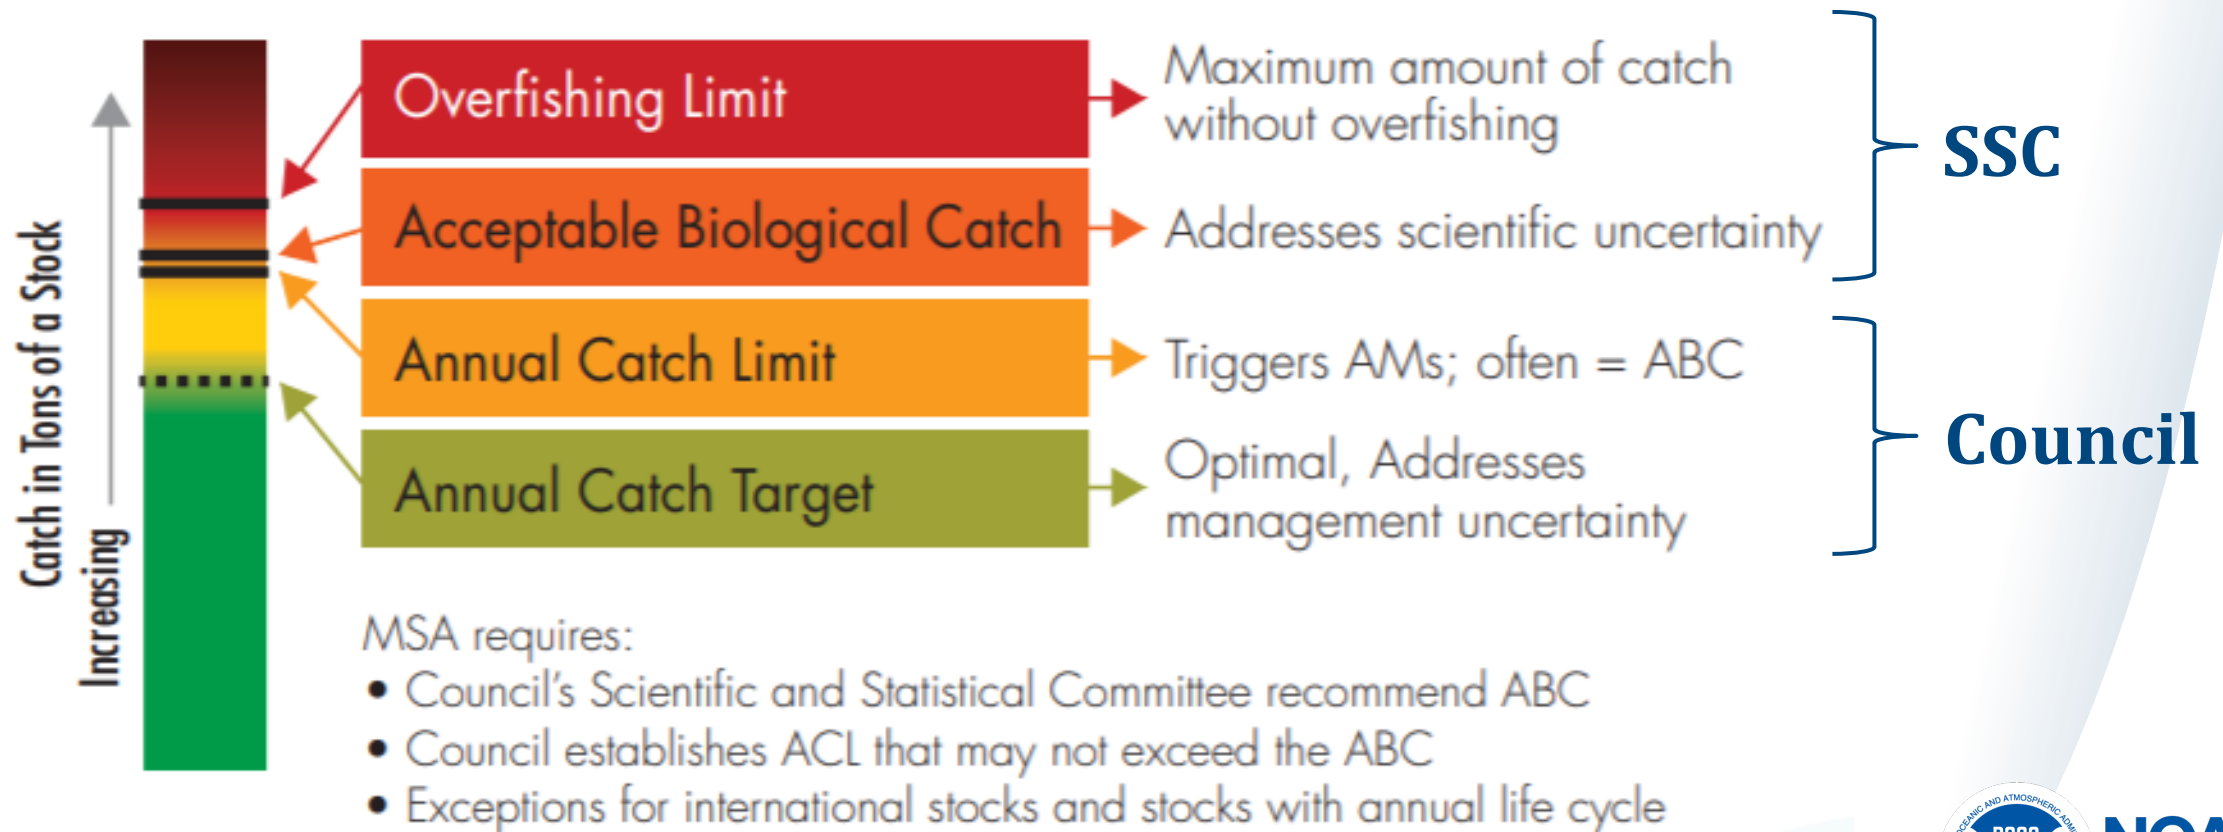 Catch in Tons of a Stock
Increasing
Overfishing Limit
Maximum amount of catch
without overfishing
SSC
Acceptable Biological Catch
Addresses scientific uncertainty
Annual Catch Limit
Triggers AMs; often = ABC
Council
Annual Catch Target
Optimal, Addresses
management uncertainty
MSA requires:
• Council's Scientific and Statistical Committee recommend ABC
• Council establishes ACL that may not exceed the ABC
• Exceptions for international stocks and stocks with annual life cycle
AND ATMOSPHERIC